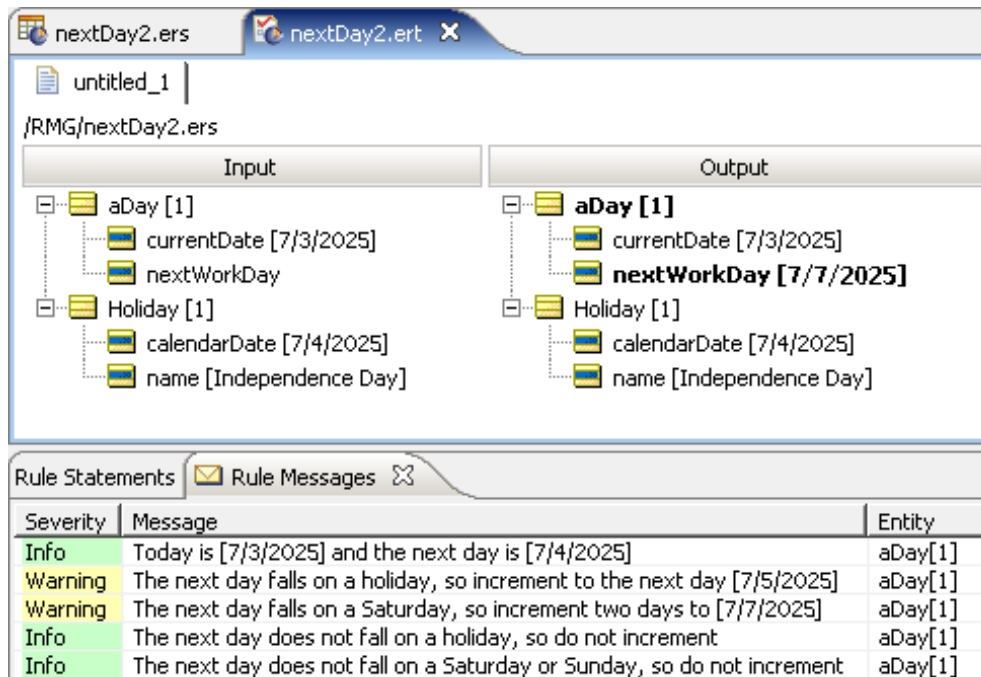 nextDay2.ers nextDay2.ert
untitled_1
/RMG/nextDay2.ers
Input Output
aDay [1] aDay [1]
currentDate [7/3/2025] currentDate [7/3/2025]
nextWorkDay nextWorkDay [7/7/2025]
Holiday [1] Holiday [1]
calendarDate [7/4/2025] calendarDate [7/4/2025]
name [Independence Day] name [Independence Day]
Rule Statements Rule Messages
Severity Message Entity
Info Today is [7/3/2025] and the next day is [7/4/2025] aDay[1]
Warning The next day falls on a holiday, so increment to the next day [7/5/2025] aDay[1]
Warning The next day falls on a Saturday, so increment two days to [7/7/2025] aDay[1]
Info The next day does not fall on a holiday, so do not increment aDay[1]
Info The next day does not fall on a Saturday or Sunday, so do not increment aDay[1]